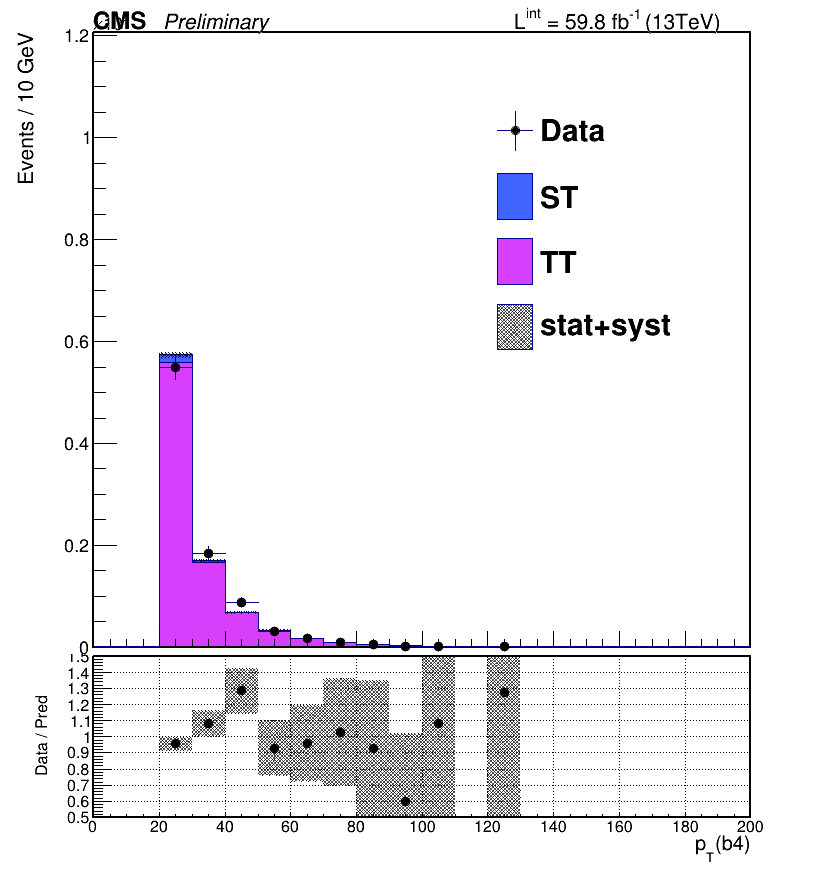 CMS Preliminary L^int = 59.8 fb^-1 (13TeV)
Events / 10 GeV
1.2
1
0.8
0.6
0.4
0.2
0
Data
ST
TT
stat+syst
Data / Pred
1.5
1.4
1.3
1.2
1.1
1
0.9
0.8
0.7
0.6
0.5
0 20 40 60 80 100 120 140 160 180 200
p_T(b4)